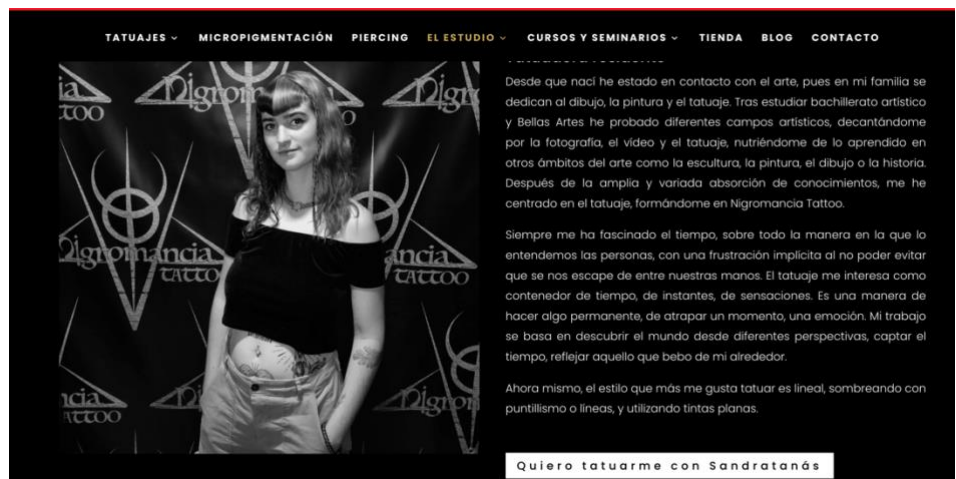 TATUAJES MICROPIGMENTACIÓN PIERCING EL ESTUDIO CURSOS Y SEMINARIOS TIENDA BLOG CONTACTO
Nigromancia
TATTOO
Desde que nací he estado en contacto con el arte, pues en mi familia se
dedican al dibujo, la pintura y el tatuaje. Tras estudiar bachillerato artístico
y Bellas Artes he probado diferentes campos artísticos, decantándome
por la fotografía, el vídeo y el tatuaje, nutriéndome de lo aprendido en
otros ámbitos del arte como la escultura, la pintura, el dibujo o la historia.
Después de la amplia y variada absorción de conocimientos, me he
centrado en el tatuaje, formándome en Nigromancia Tattoo.
Siempre me ha fascinado el tiempo, sobre todo la manera en la que lo
entendemos las personas, con una frustración implícita al no poder evitar
que se nos escape de entre nuestras manos. El tatuaje me interesa como
contenedor de tiempo, de instantes, de sensaciones. Es una manera de
hacer algo permanente, de atrapar un momento, una emoción. Mi trabajo
se basa en descubrir el mundo desde diferentes perspectivas, captar el
tiempo, reflejar aquello que bebo de mi alrededor.
Ahora mismo, el estilo que más me gusta tatuar es lineal, sombreando con
puntillismo o líneas, y utilizando tintas planas.
Quiero tatuarme con Sandratanás